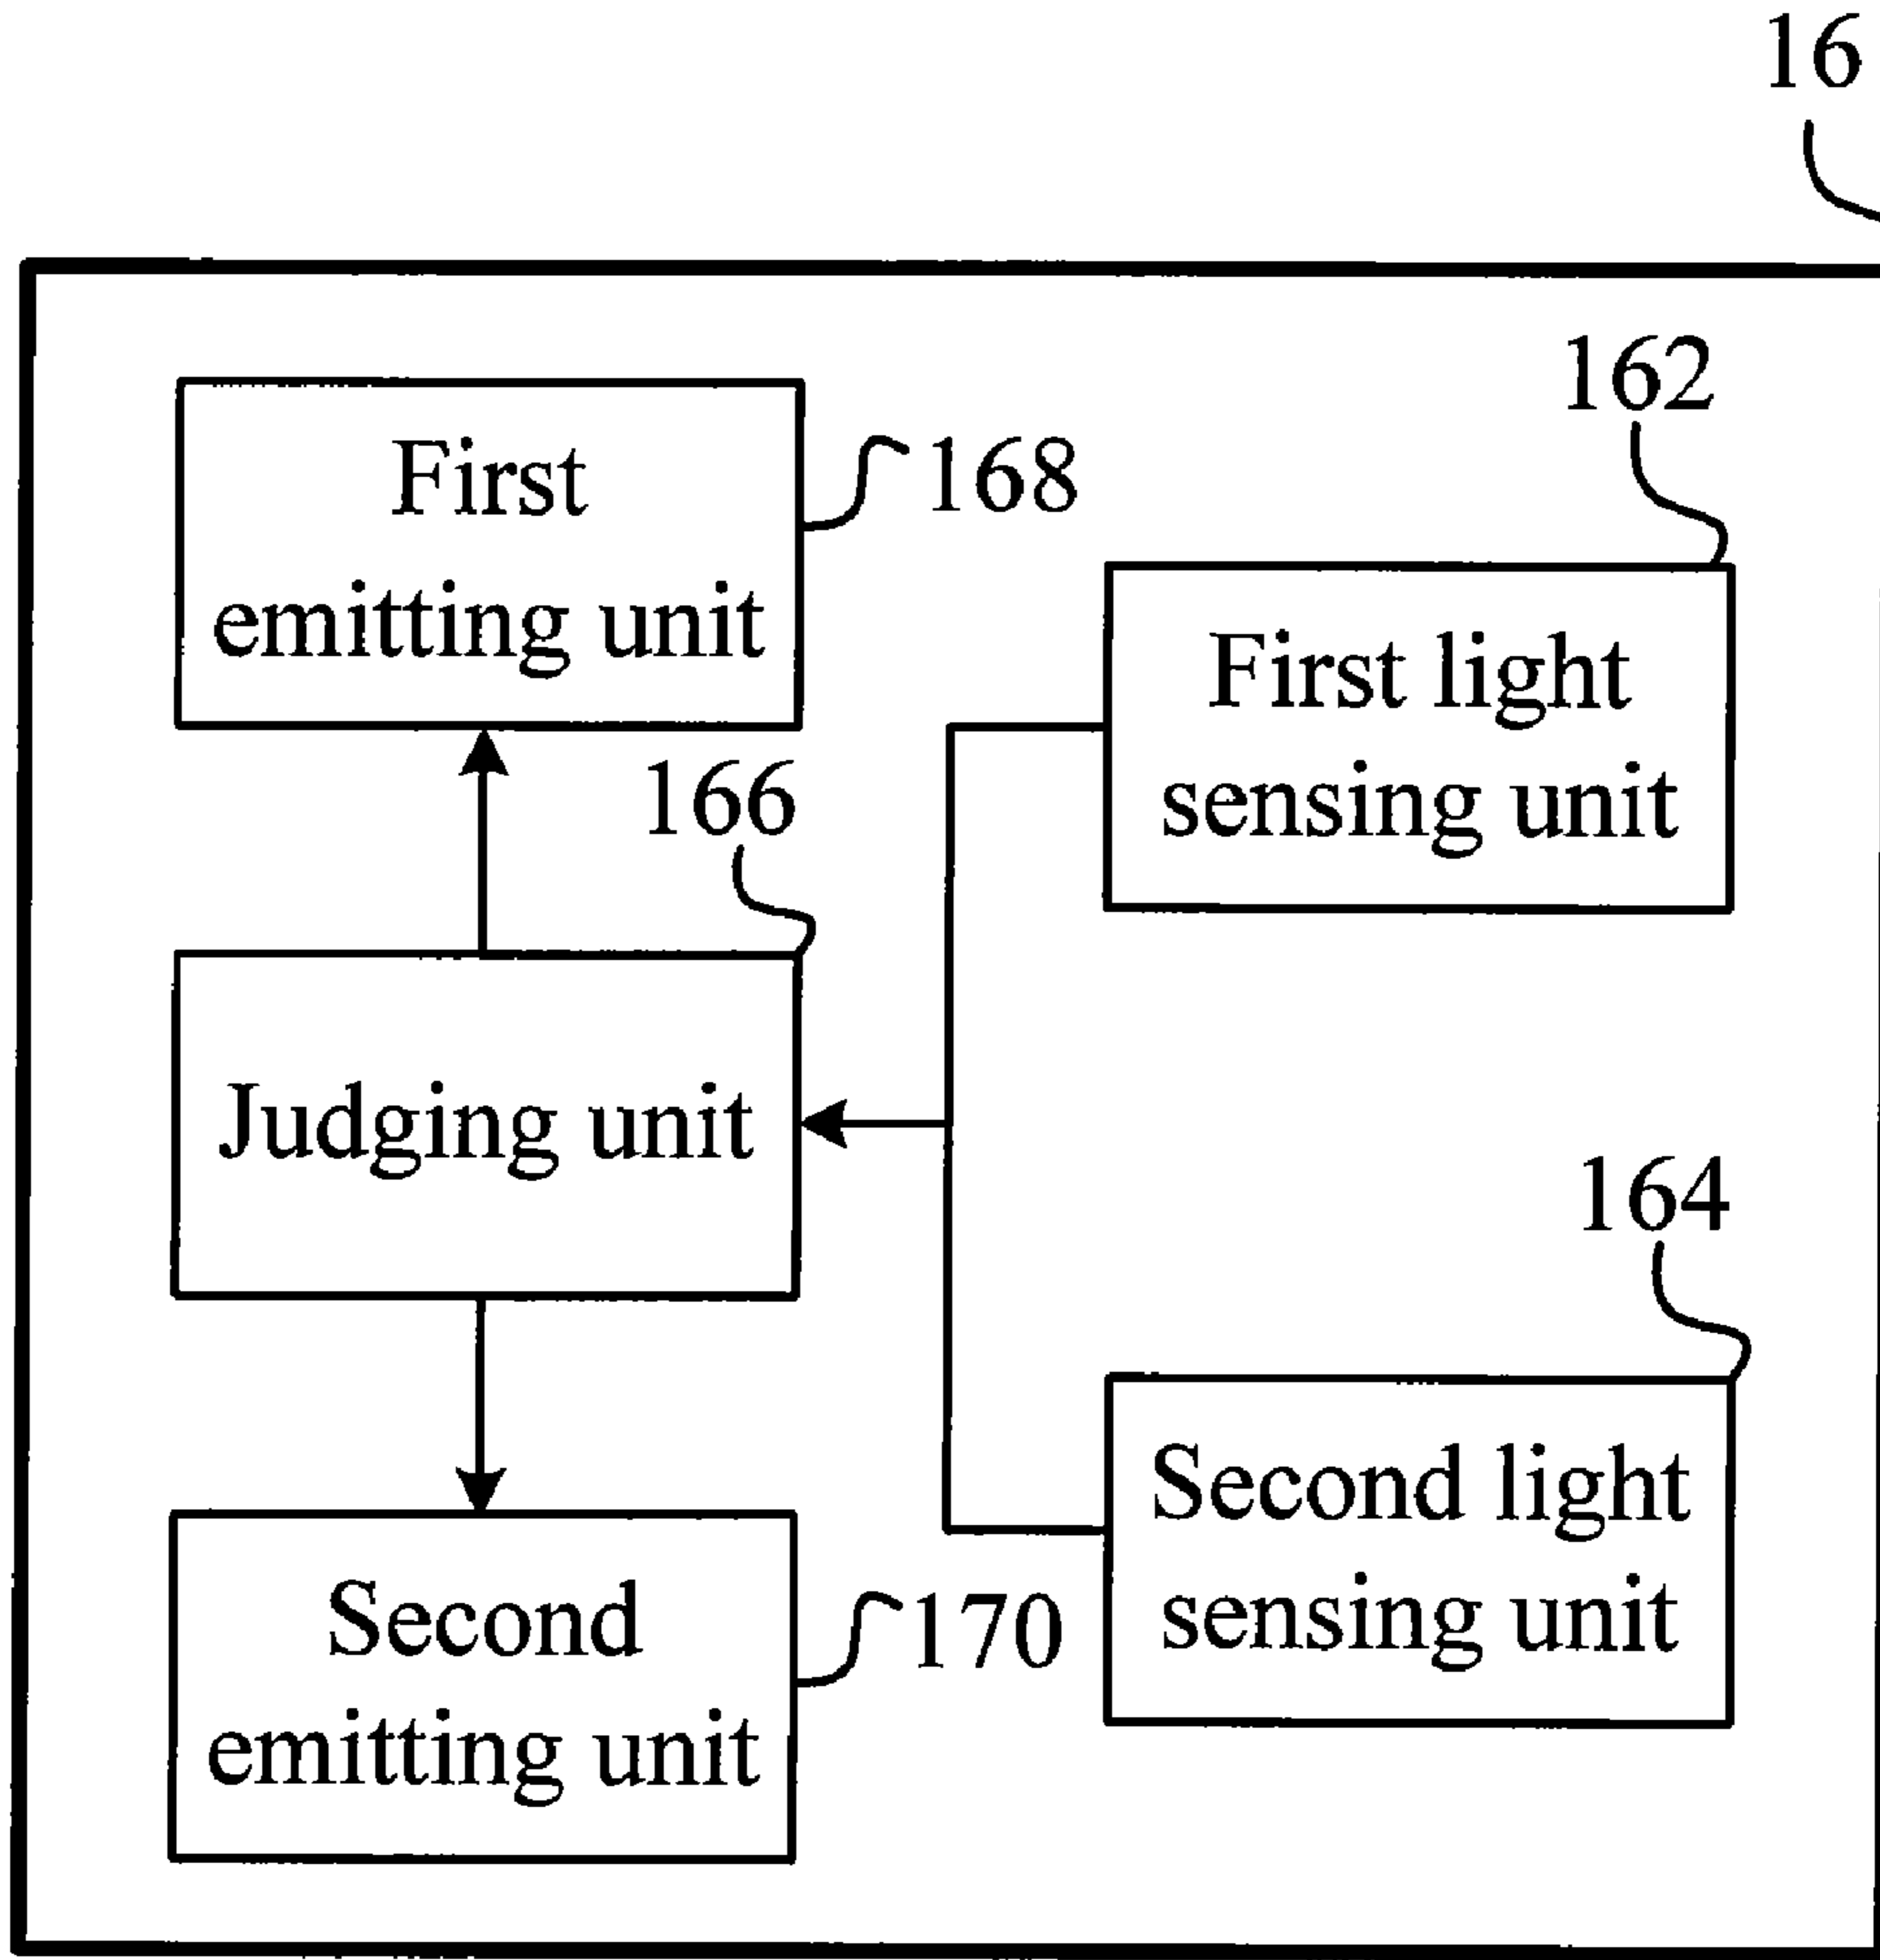 16
162
First
emitting unit
168
First light
sensing unit
166
Judging unit
164
Second light
sensing unit
Second
emitting unit
170